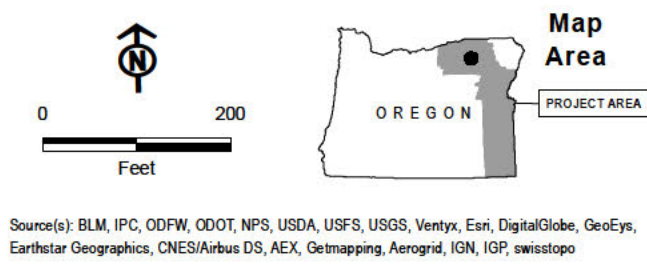 N
Map
Area
0 200
Feet
OREGON
PROJECT AREA
Source(s): BLM, IPC, ODFW, ODOT, NPS, USDA, USFS, USGS, Ventyx, Esri, DigitalGlobe, GeoEys,
Earthstar Geographics, CNES/Airbus DS, AEX, Getmapping, Aerogrid, IGN, IGP, swisstopo